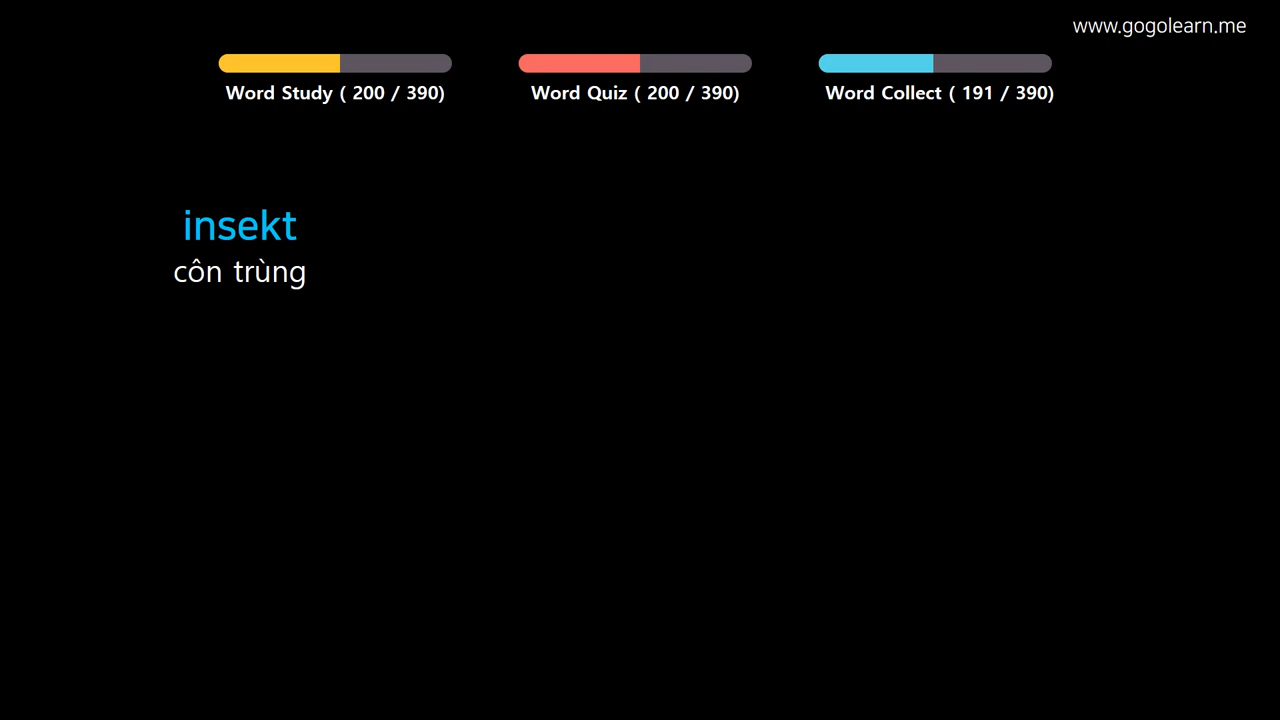 www.gogolearn.me
Word Study ( 200 / 390)
Word Quiz ( 200 / 390)
Word Collect ( 191 / 390)
insekt
côn trùng